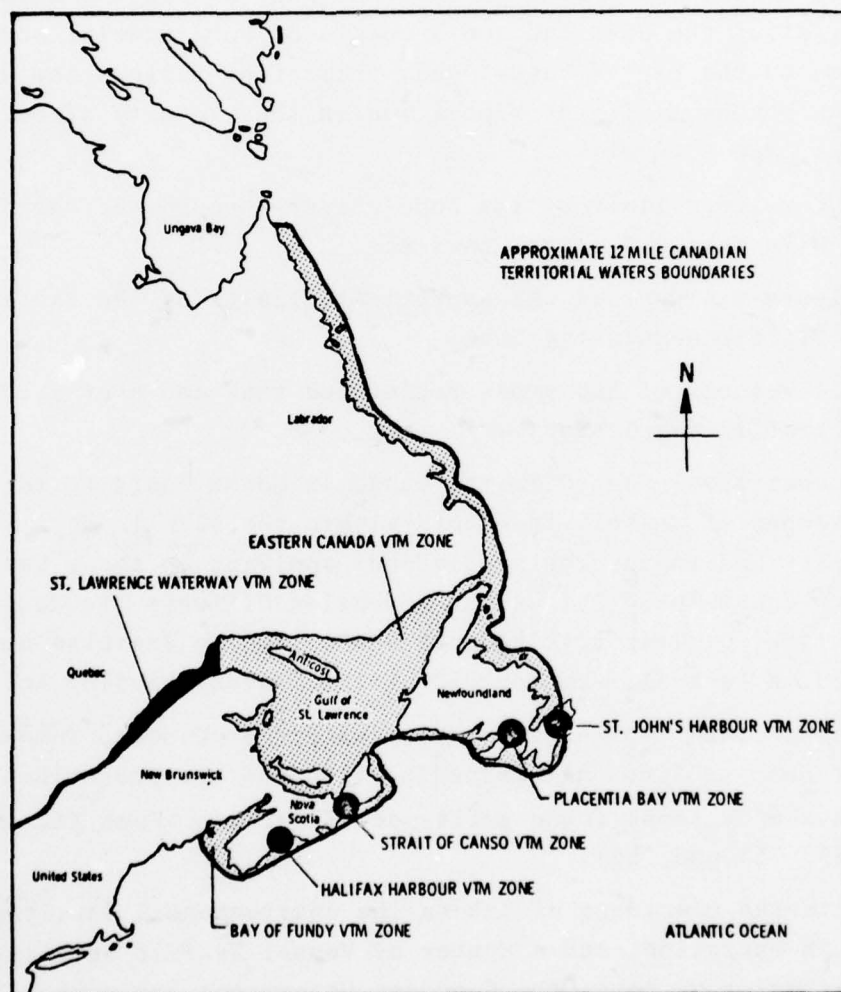 Ungava Bay
APPROXIMATE 12 MILE CANADIAN
TERRITORIAL WATERS BOUNDARIES
N
Labrador
EASTERN CANADA VTM ZONE
ST. LAWRENCE WATERWAY VTM ZONE
Anticosti
Quebec
Gulf of
St. Lawrence
Newfoundland
ST. JOHN'S HARBOUR VTM ZONE
New Brunswick
PLACENTIA BAY VTM ZONE
Nova
Scotia
STRAIT OF CANSO VTM ZONE
United States
HALIFAX HARBOUR VTM ZONE
BAY OF FUNDY VTM ZONE
ATLANTIC OCEAN